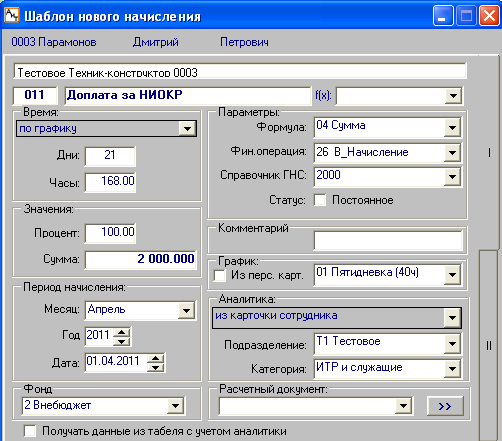 Шаблон нового начисления
0003 Парамонов Дмитрий Петрович
Тестовое Техник-конструктор 0003
011 Доплата за НИОКР f(x):
Время:
по графику
Дни: 21
Часы: 168.00
Значения:
Процент: 100.00
Сумма: 2 000.000
Период начисления:
Месяц: Апрель
Год 2011
Дата: 01.04.2011
Фонд
2 Внебюджет
Параметры:
Формула: 04 Сумма
Фин.операция: 26 В_Начисление
Справочник ГНС: 2000
Статус: Постоянное
Комментарий
График:
Из перс. карт. 01 Пятидневка (40ч)
Аналитика:
из карточки сотрудника
Подразделение: Т1 Тестовое
Категория: ИТР и служащие
Расчетный документ:
>>
Получать данные из табеля с учетом аналитики
I
II